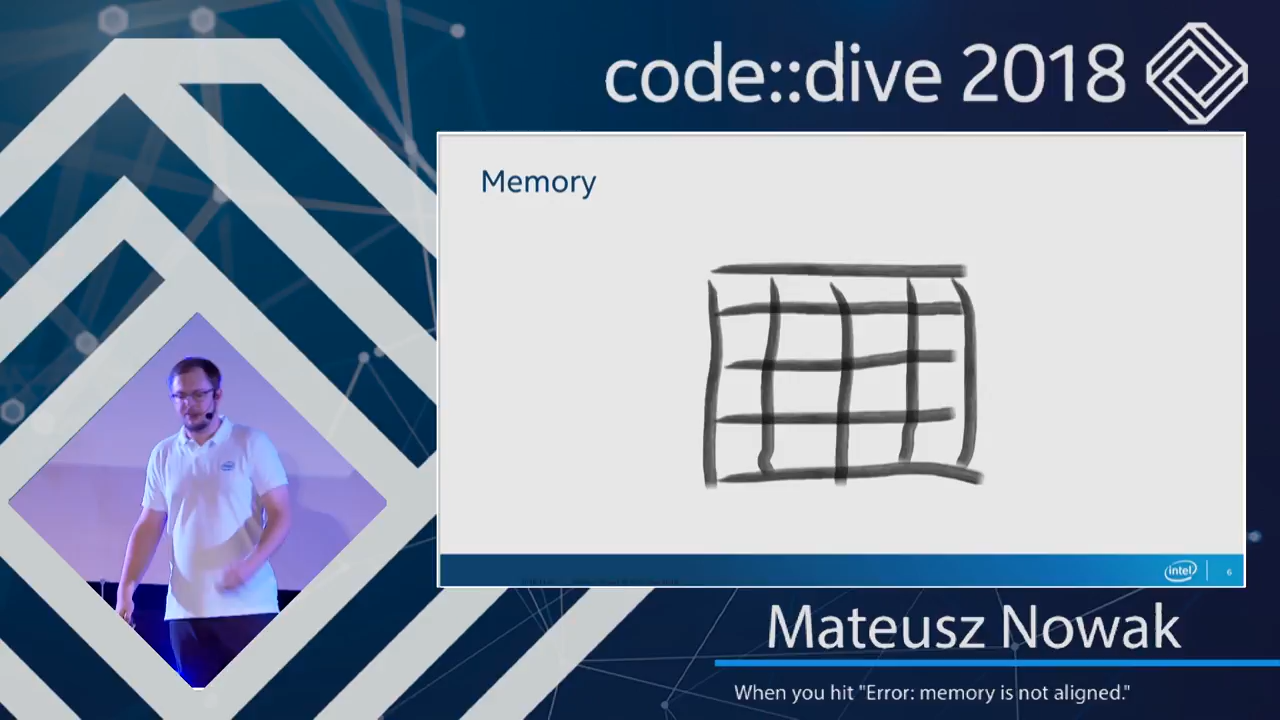 code::dive 2018
Memory
intel
6
Mateusz Nowak
When you hit "Error: memory is not aligned."